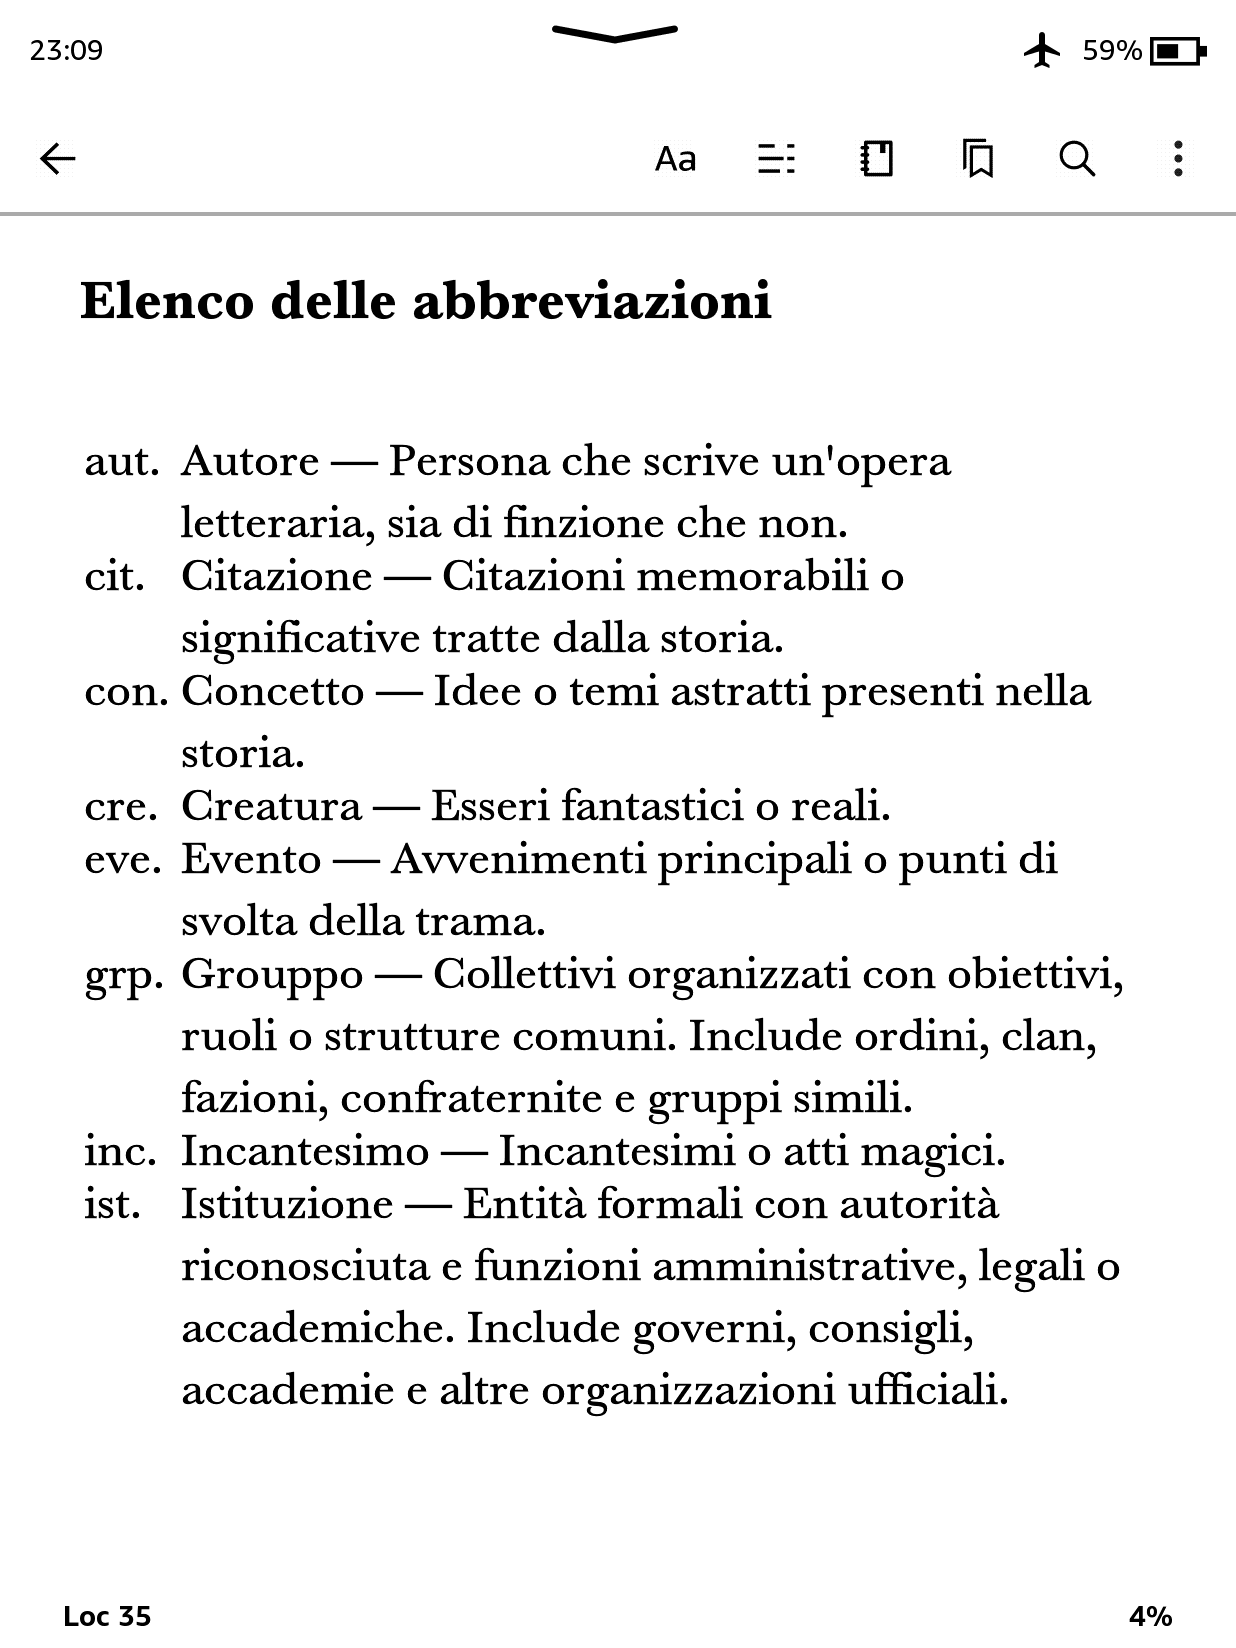 23:09
59%
Aa
Elenco delle abbreviazioni
aut. Autore — Persona che scrive un'opera
letteraria, sia di finzione che non.
cit. Citazione — Citazioni memorabili o
significative tratte dalla storia.
con. Concetto — Idee o temi astratti presenti nella
storia.
cre. Creatura — Esseri fantastici o reali.
eve. Evento — Avvenimenti principali o punti di
svolta della trama.
grp. Grouppo — Collettivi organizzati con obiettivi,
ruoli o strutture comuni. Include ordini, clan,
fazioni, confraternite e gruppi simili.
inc. Incantesimo — Incantesimi o atti magici.
ist. Istituzione — Entità formali con autorità
riconosciuta e funzioni amministrative, legali o
accademiche. Include governi, consigli,
accademie e altre organizzazioni ufficiali.
Loc 35
4%